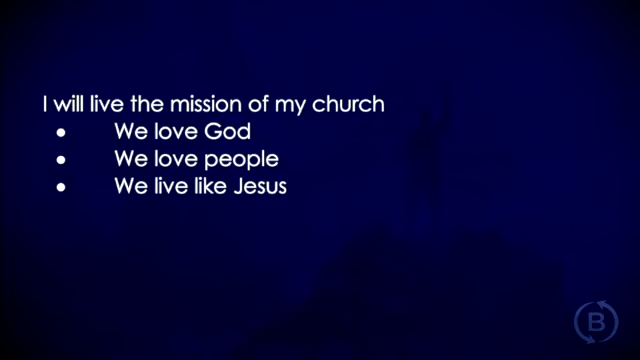 I will live the mission of my church
● We love God
● We love people
● We live like Jesus
B